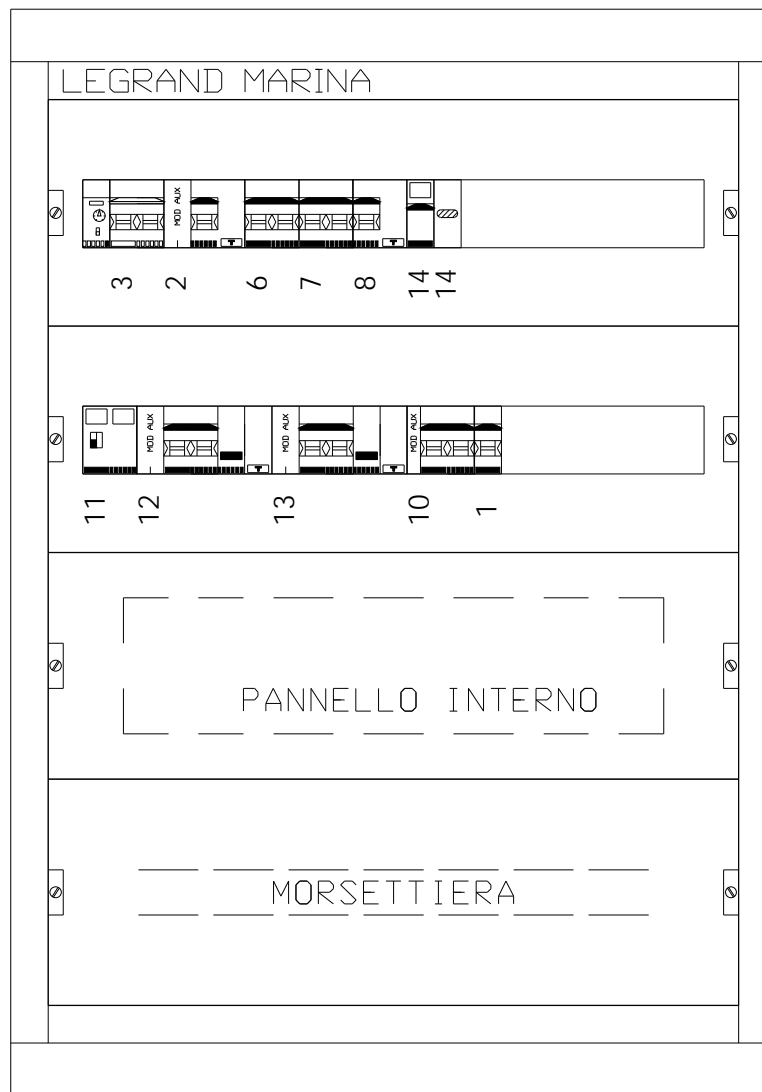 LEGRAND MARINA
MOD AUX
3 2 6 7 8 14 14
MOD AUX MOD AUX MOD AUX
11 12 13 10 1
PANNELLO INTERNO
MORSETTIERA